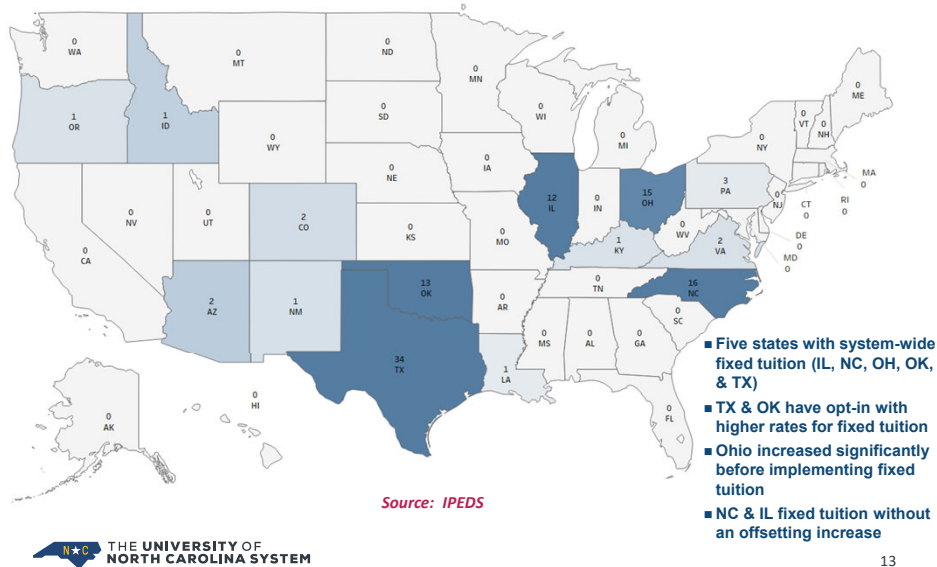 0
WA
0
MT
0
ND
0
MN
0
ME
1
OR
1
ID
0
SD
0
WI
0
MI
0
VT
0
NH
0
NY
0
WY
0
IA
0
NE
MA
0
RI
0
CT
0
0
NJ
3
PA
12
IL
0
IN
15
OH
DE
0
MD
0
0
NV
0
UT
2
CO
0
KS
0
MO
0
WV
1
KY
2
VA
0
CA
0
TN
16
NC
13
OK
0
AR
2
AZ
1
NM
0
SC
0
MS
0
AL
0
GA
34
TX
1
LA
0
HI
0
AK
0
FL
■ Five states with system-wide
fixed tuition (IL, NC, OH, OK,
& TX)
■ TX & OK have opt-in with
higher rates for fixed tuition
■ Ohio increased significantly
before implementing fixed
tuition
■ NC & IL fixed tuition without
an offsetting increase
Source: IPEDS
N★C
THE UNIVERSITY OF
NORTH CAROLINA SYSTEM
13